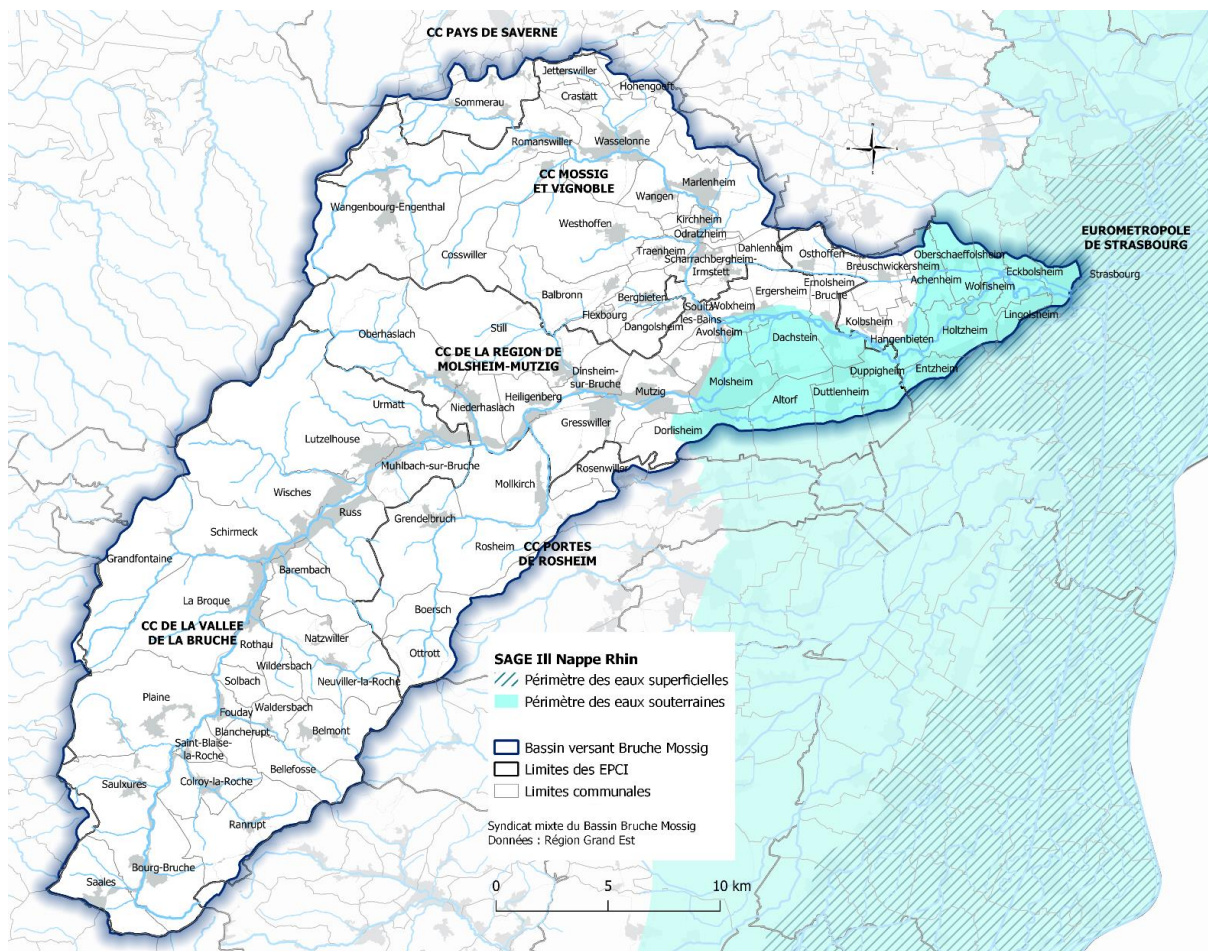 CC PAYS DE SAVERNE
Jetterswiller
Hohengoeft
Crastatt
Sommerau
Romanswiller
Wasselonne
CC MOSSIG
ET VIGNOBLE
Marlenheim
Wangen
Wangenbourg-Engenthal
Kirchheim
Westhoffen
Odratzheim
EUROMETROPOLE
DE STRASBOURG
Traenheim
Dahlenheim
Osthoffen
Oberschaeffolsheim
Cosswiller
Scharrachbergheim-
Irmstett
Breuschwickersheim
Eckbolsheim
Strasbourg
Achenheim
Wolfisheim
Ernolsheim
-Bruche
Ergersheim
Balbronn
Bergbieten
Soultz-
les-Bains
Wolxheim
Flexbourg
Lingolsheim
Kolbsheim
Dangolsheim
Avolsheim
Holtzheim
Oberhaslach
Still
Dachstein
Hangenbieten
CC DE LA REGION DE
MOLSHEIM-MUTZIG
Entzheim
Dinsheim-
sur-Bruche
Duppigheim
Molsheim
Mutzig
Duttlenheim
Heiligenberg
Altorf
Urmatt
Niederhaslach
Gresswiller
Dorlisheim
Lutzelhouse
Muhlbach-sur-Bruche
Rosenwiller
Mollkirch
Wisches
Russ
Grendelbruch
Schirmeck
Rosheim
CC PORTES
DE ROSHEIM
Grandfontaine
Barembach
La Broque
Boersch
CC DE LA VALLEE
DE LA BRUCHE
Natzwiller
Rothau
Ottrott
Wildersbach
Solbach
Neuviller-la-Roche
Plaine
Waldersbach
Fouday
Blancherupt
Belmont
Saint-Blaise-
la-Roche
Bellefosse
Saulxures
Colroy-la-Roche
Ranrupt
Bourg-Bruche
Saales
SAGE Ill Nappe Rhin
Périmètre des eaux superficielles
Périmètre des eaux souterraines
Bassin versant Bruche Mossig
Limites des EPCI
Limites communales
Syndicat mixte du Bassin Bruche Mossig
Données : Région Grand Est
0 5 10 km